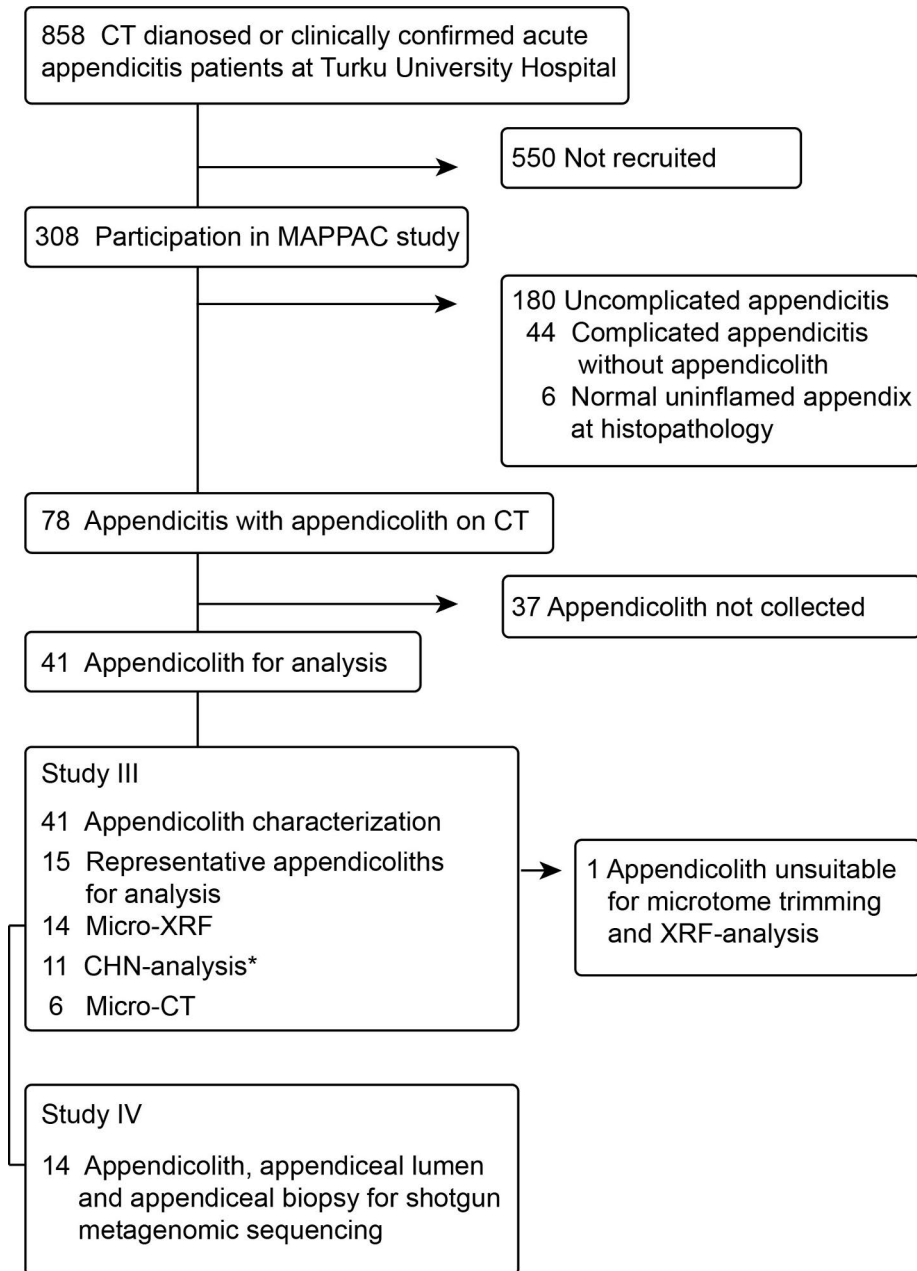 858 CT dianosed or clinically confirmed acute
appendicitis patients at Turku University Hospital
550 Not recruited
308 Participation in MAPPAC study
180 Uncomplicated appendicitis
44 Complicated appendicitis
without appendicolith
6 Normal uninflamed appendix
at histopathology
78 Appendicitis with appendicolith on CT
37 Appendicolith not collected
41 Appendicolith for analysis
Study III
41 Appendicolith characterization
15 Representative appendicoliths
for analysis
14 Micro-XRF
11 CHN-analysis*
6 Micro-CT
1 Appendicolith unsuitable
for microtome trimming
and XRF-analysis
Study IV
14 Appendicolith, appendiceal lumen
and appendiceal biopsy for shotgun
metagenomic sequencing